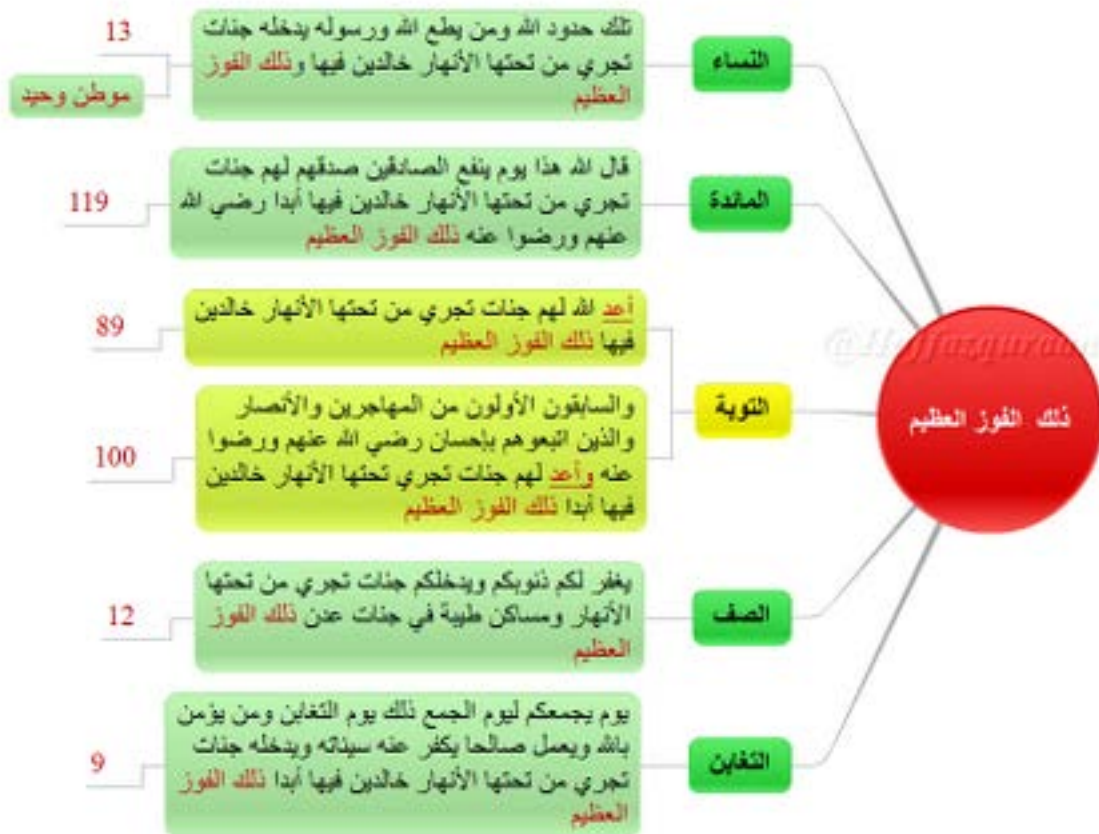 ذلك الفوز العظيم
النساء
تلك حدود الله ومن يطع الله ورسوله يدخله جنات
تجري من تحتها الأنهار خالدين فيها وذلك الفوز
العظيم
13
موطن وحيد
المائدة
قال الله هذا يوم ينفع الصادقين صدقهم لهم جنات
تجري من تحتها الأنهار خالدين فيها أبدا رضي الله
عنهم ورضوا عنه ذلك الفوز العظيم
119
التوبة
أعد الله لهم جنات تجري من تحتها الأنهار خالدين
فيها ذلك الفوز العظيم
89
والسابقون الأولون من المهاجرين والأنصار
والذين اتبعوهم بإحسان رضي الله عنهم ورضوا
عنه وأعد لهم جنات تجري تحتها الأنهار خالدين
فيها أبدا ذلك الفوز العظيم
100
الصف
يغفر لكم ذنوبكم ويدخلكم جنات تجري من تحتها
الأنهار ومساكن طيبة في جنات عدن ذلك الفوز
العظيم
12
التغابن
يوم يجمعكم ليوم الجمع ذلك يوم التغابن ومن يؤمن
بالله ويعمل صالحا يكفر عنه سيئاته ويدخله جنات
تجري من تحتها الأنهار خالدين فيها أبدا ذلك الفوز
العظيم
9